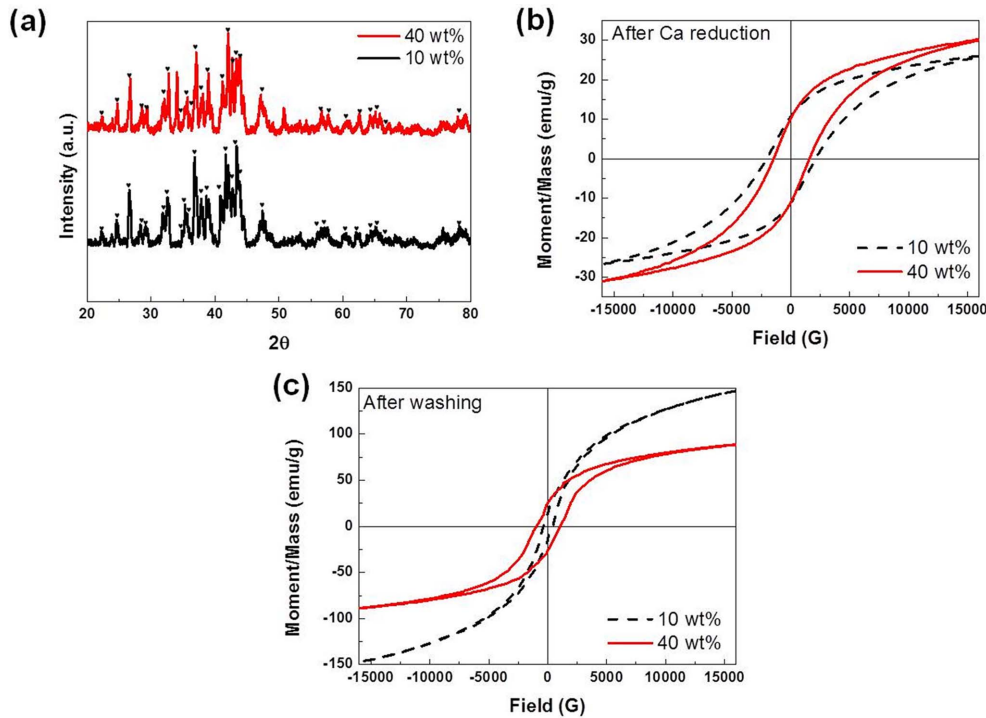 (a)
40 wt%
10 wt%
Intensity (a.u.)
20 30 40 50 60 70 80
2θ
(b)
After Ca reduction
30
20
10
0
-10
-20
-30
Moment/Mass (emu/g)
10 wt%
40 wt%
-15000 -10000 -5000 0 5000 10000 15000
Field (G)
(c)
After washing
150
100
50
0
-50
-100
-150
Moment/Mass (emu/g)
10 wt%
40 wt%
-15000 -10000 -5000 0 5000 10000 15000
Field (G)